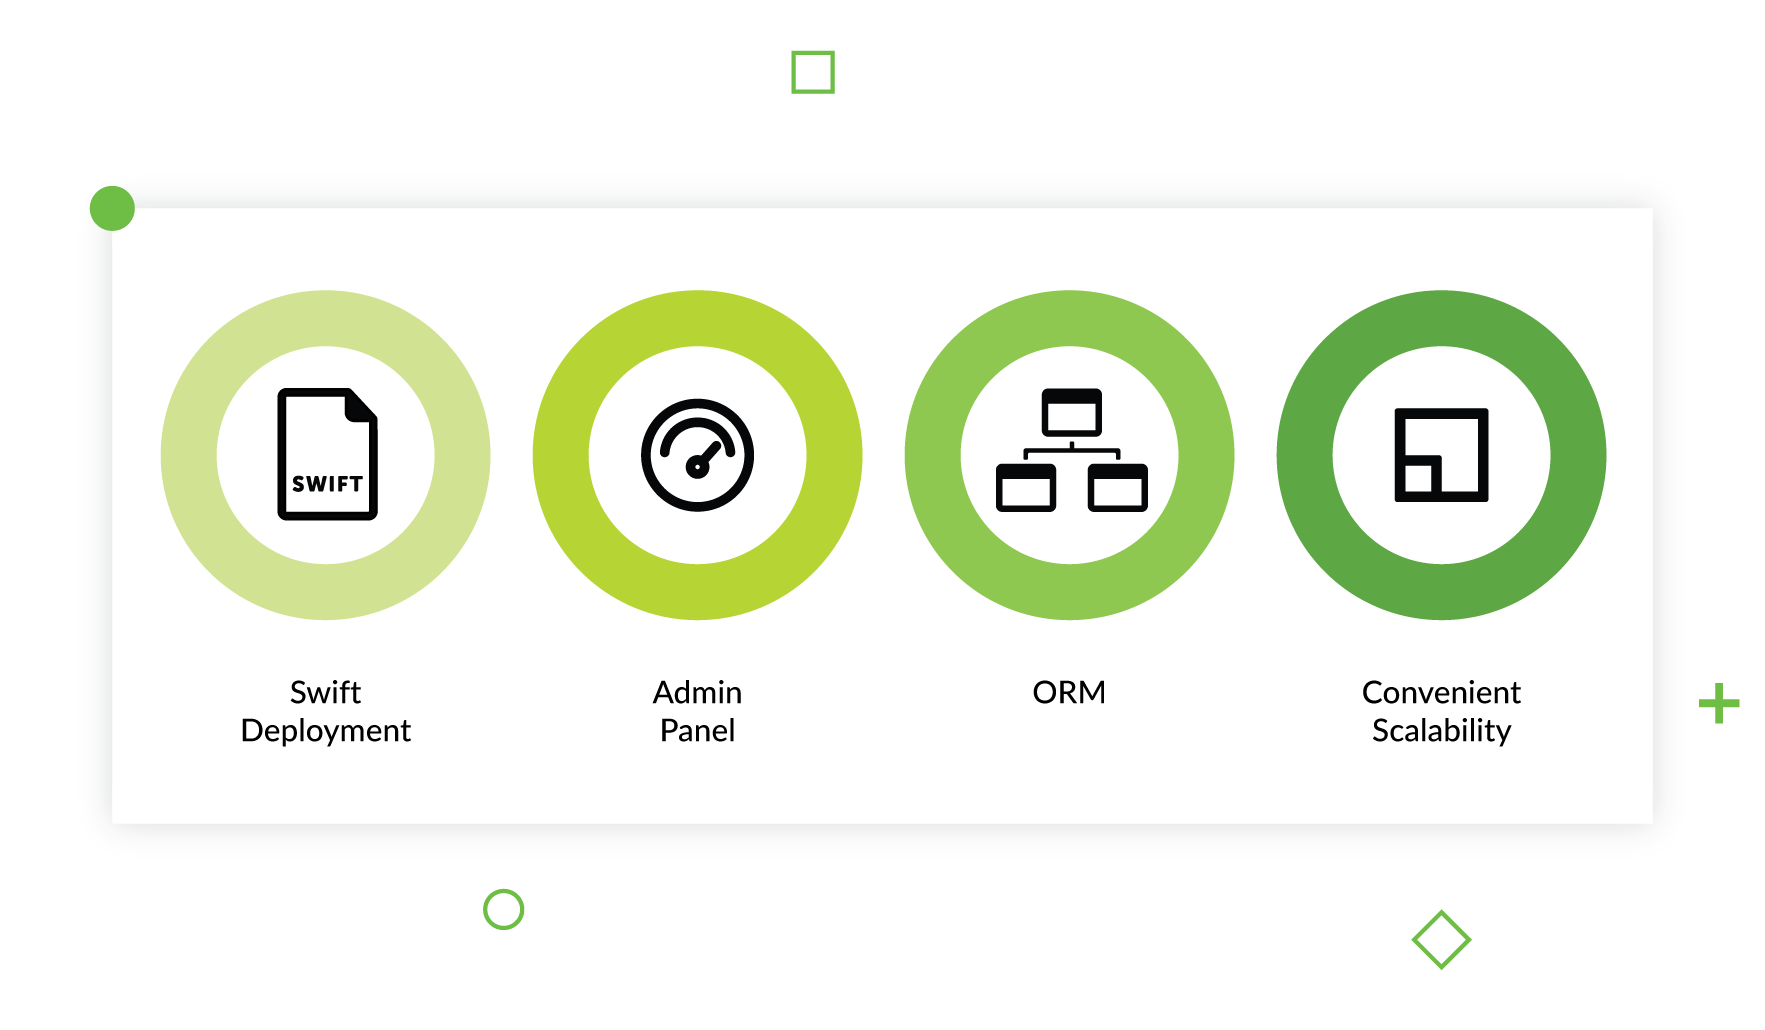 SWIFT
Swift
Deployment
Admin
Panel
ORM
Convenient
Scalability